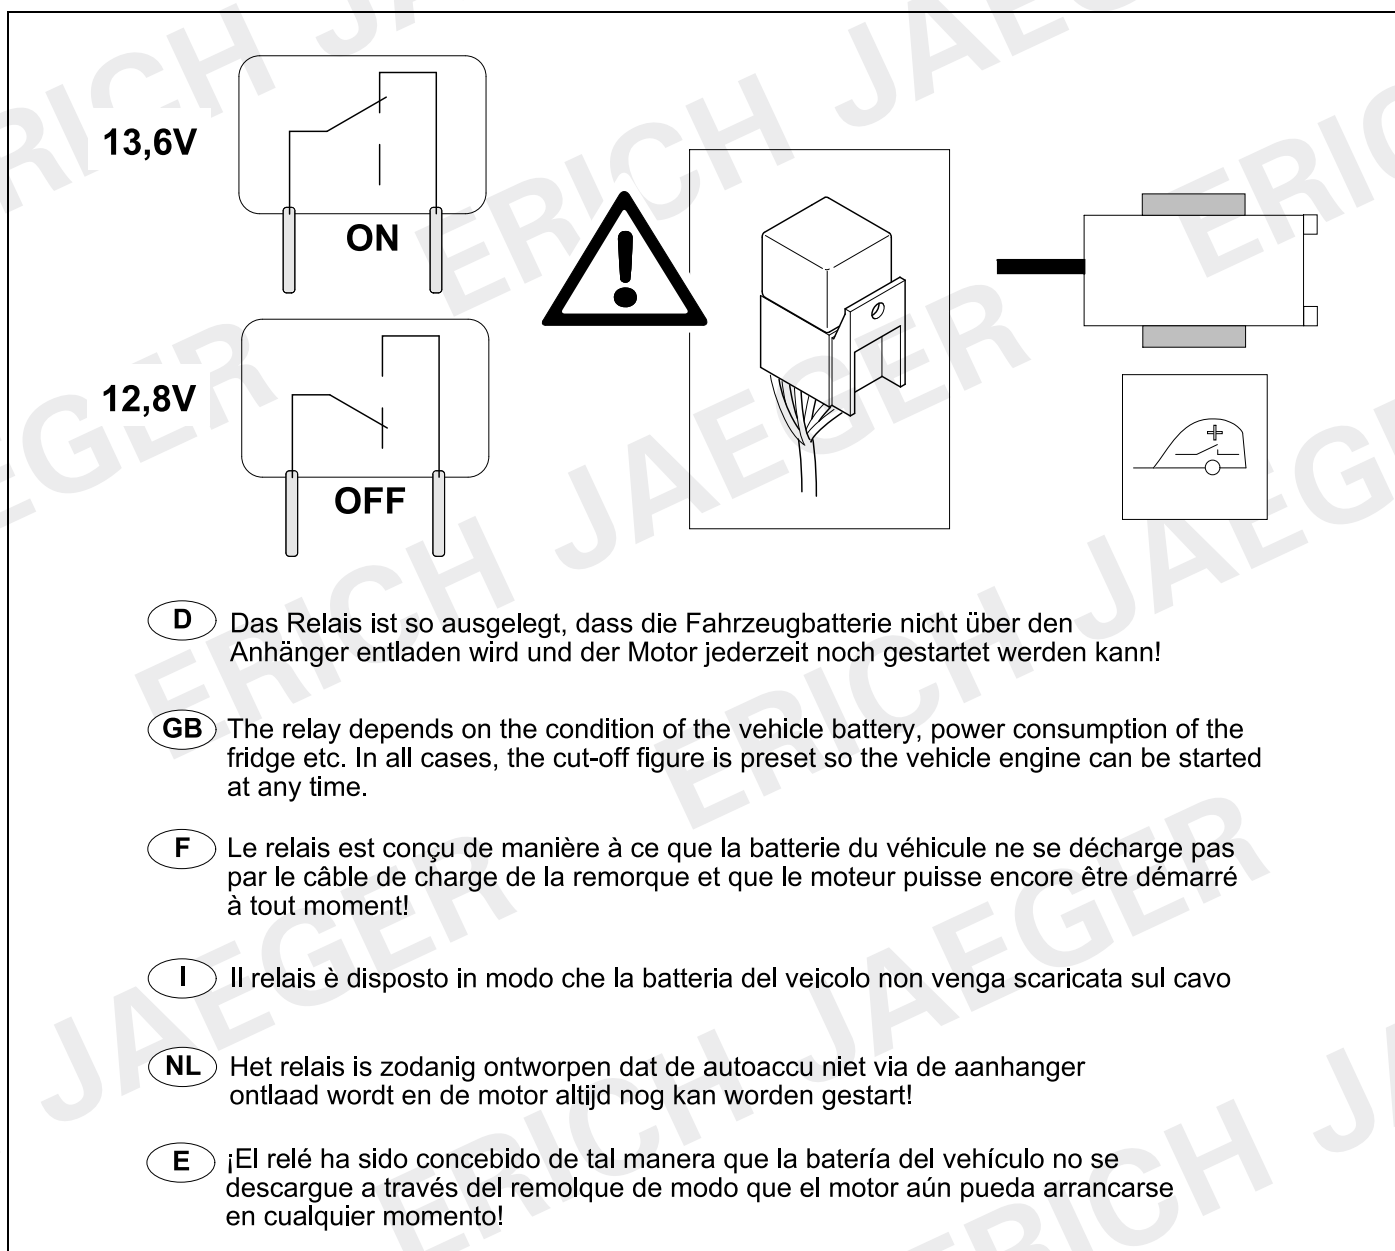 13,6V
ON
12,8V
OFF
D Das Relais ist so ausgelegt, dass die Fahrzeugbatterie nicht über den
Anhänger entladen wird und der Motor jederzeit noch gestartet werden kann!
GB The relay depends on the condition of the vehicle battery, power consumption of the
fridge etc. In all cases, the cut-off figure is preset so the vehicle engine can be started
at any time.
F Le relais est conçu de manière à ce que la batterie du véhicule ne se décharge pas
par le câble de charge de la remorque et que le moteur puisse encore être démarré
à tout moment!
I Il relais è disposto in modo che la batteria del veicolo non venga scaricata sul cavo
NL Het relais is zodanig ontworpen dat de autoaccu niet via de aanhanger
ontlaad wordt en de motor altijd nog kan worden gestart!
E ¡El relé ha sido concebido de tal manera que la batería del vehículo no se
descargue a través del remolque de modo que el motor aún pueda arrancarse
en cualquier momento!
ERICH JAEGER
ERICH JAEGER
ERICH JAEGER
ERICH JAEGER